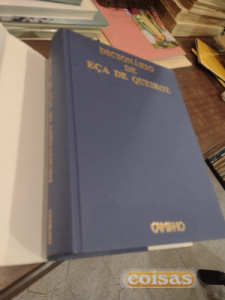 DICIONÁRIO
DE
EÇA DE QUEIROZ
CAMINHO
coisas